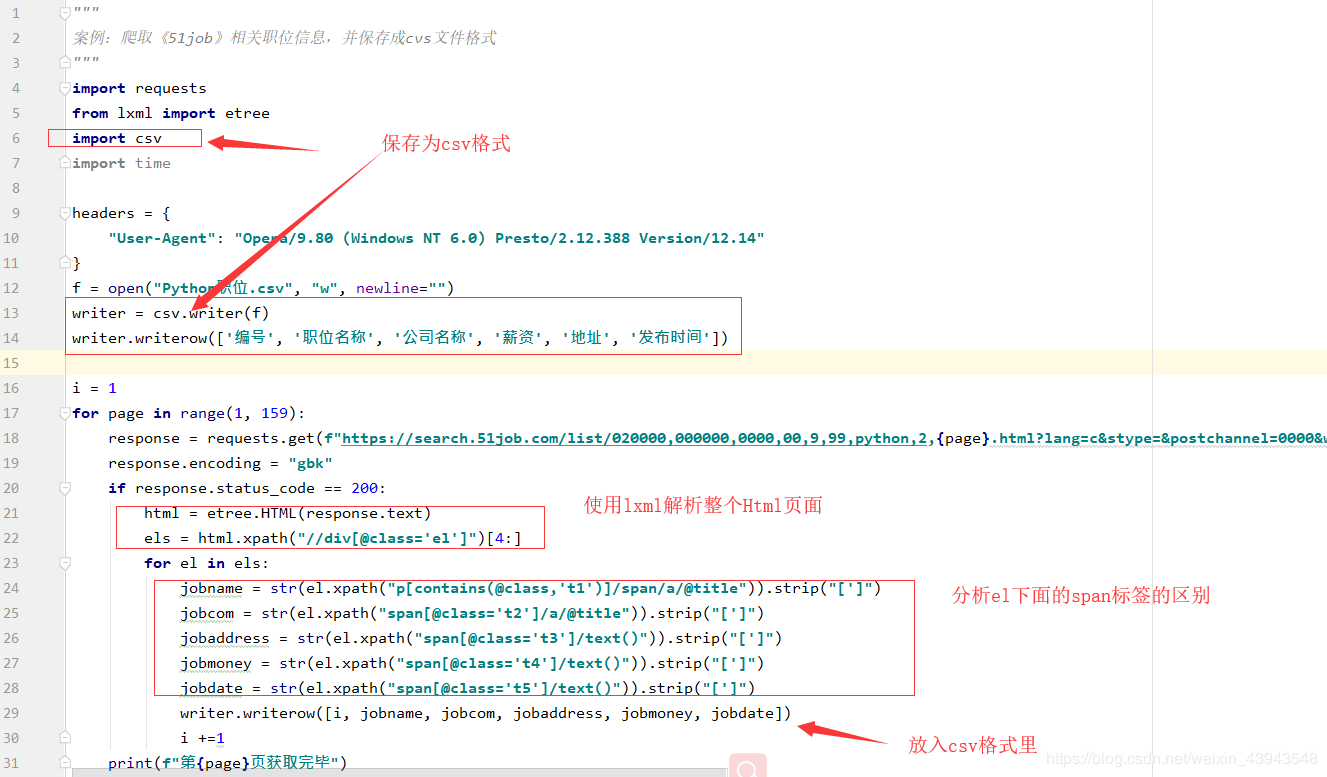 1 """
2 案例：爬取《51job》相关职位信息，并保存成cvs文件格式
3 """
4 import requests
5 from lxml import etree
6 import csv
保存为csv格式
7 import time
8
9 headers = {
10 "User-Agent": "Opera/9.80 (Windows NT 6.0) Presto/2.12.388 Version/12.14"
11 }
12 f = open("Python职位.csv", "w", newline="")
13 writer = csv.writer(f)
14 writer.writerow(['编号', '职位名称', '公司名称', '薪资', '地址', '发布时间'])
15
16 i = 1
17 for page in range(1, 159):
18 response = requests.get(f"https://search.51job.com/list/020000,000000,0000,00,9,99,python,2,{page}.html?lang=c&stype=&postchannel=0000&w
19 response.encoding = "gbk"
20 if response.status_code == 200:
使用lxml解析整个Html页面
21 html = etree.HTML(response.text)
22 els = html.xpath("//div[@class='el']")[4:]
23 for el in els:
24 jobname = str(el.xpath("p[contains(@class,'t1')]/span/a/@title")).strip("[']")
分析el下面的span标签的区别
25 jobcom = str(el.xpath("span[@class='t2']/a/@title")).strip("[']")
26 jobaddress = str(el.xpath("span[@class='t3']/text()")).strip("[']")
27 jobmoney = str(el.xpath("span[@class='t4']/text()")).strip("[']")
28 jobdate = str(el.xpath("span[@class='t5']/text()")).strip("[']")
29 writer.writerow([i, jobname, jobcom, jobaddress, jobmoney, jobdate])
30 i +=1
放入csv格式里
31 print(f"第{page}页获取完毕")
https://blog.csdn.net/weixin_43943548